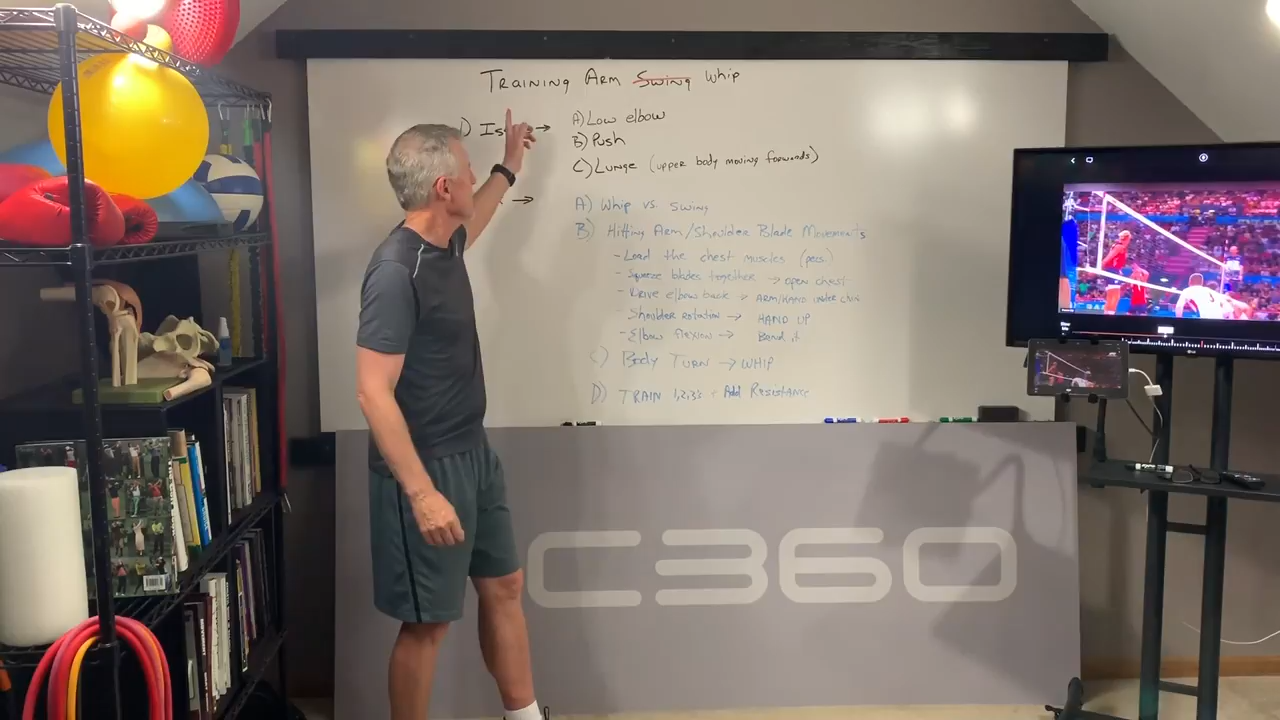 Training Arm Swing Whip
1) Is →
A) Low elbow
B) Push
C) Lunge (upper body moving forwards)
→
A) Whip vs. swing
B) Hitting Arm/Shoulder Blade Movements
- Load the chest muscles (pecs.)
- Squeeze blades together → open chest
- Drive elbow back → ARM/HAND under chin
- Shoulder rotation → HAND UP
- Elbow flexion → Bend it
C) Body Turn → WHIP
D) TRAIN 1,2,3's + Add Resistance
C360